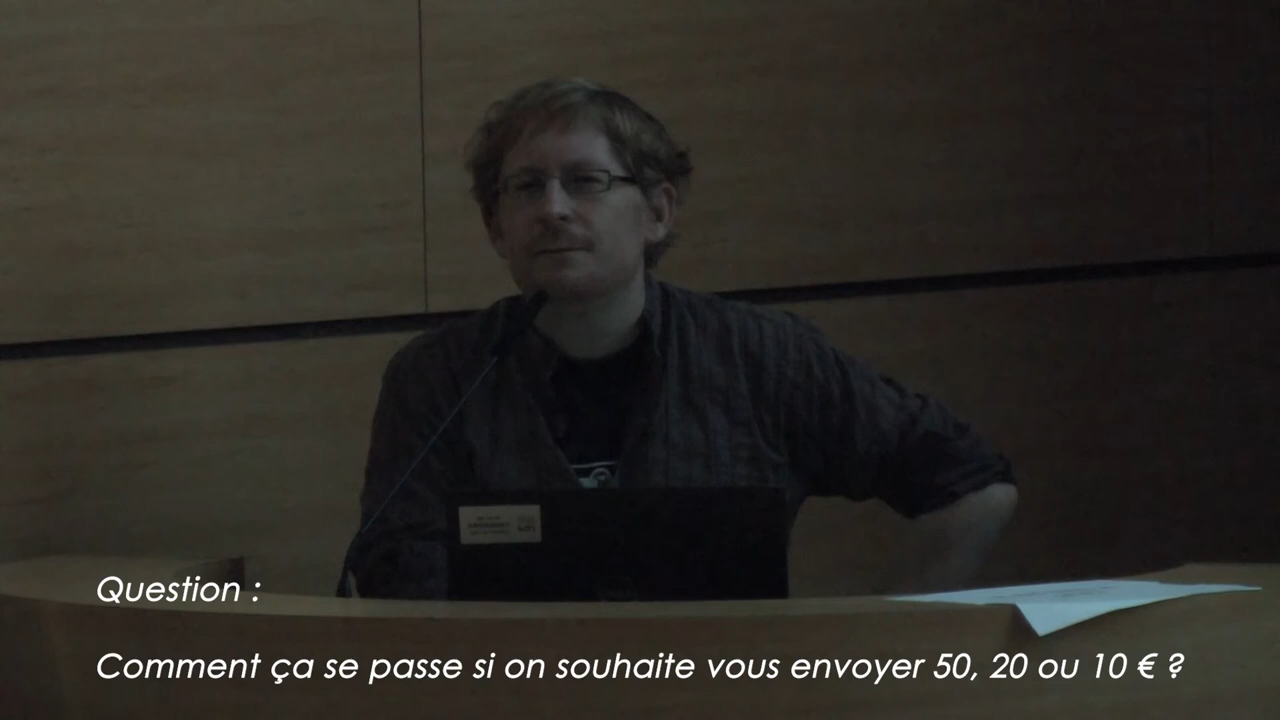 Question :
Comment ça se passe si on souhaite vous envoyer 50, 20 ou 10 € ?